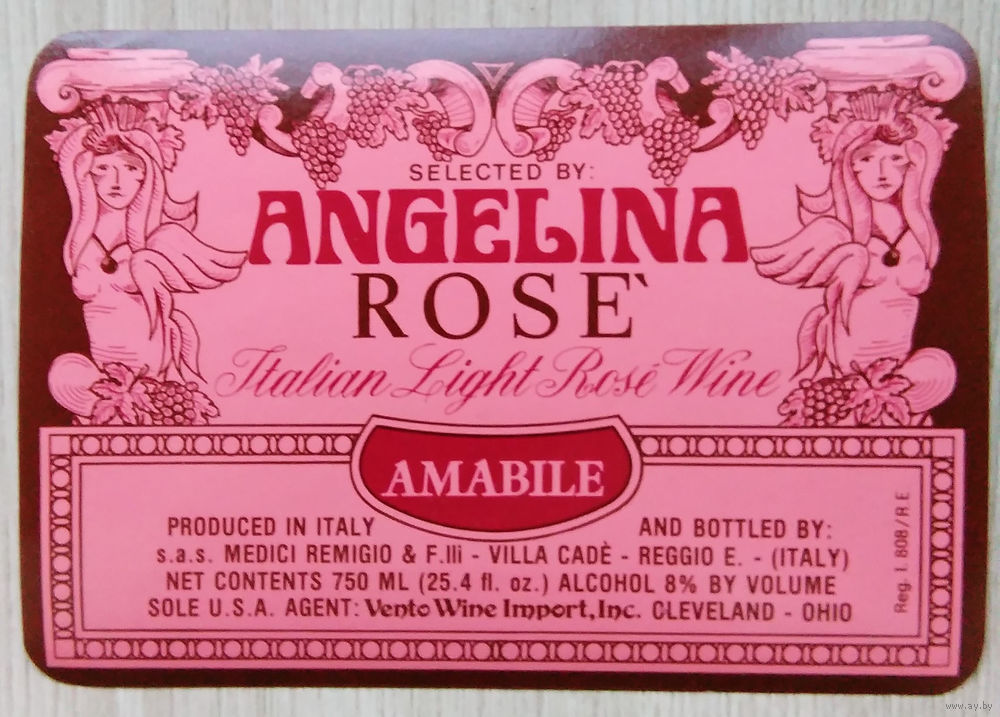 SELECTED BY:
ANGELINA
ROSE`
Italian Light Rosé Wine
AMABILE
PRODUCED IN ITALY AND BOTTLED BY:
s.a.s. MEDICI REMIGIO & F.lli - VILLA CADÈ - REGGIO E. - (ITALY)
NET CONTENTS 750 ML (25.4 fl. oz.) ALCOHOL 8% BY VOLUME
SOLE U.S.A. AGENT: Vento Wine Import, Inc. CLEVELAND - OHIO
Reg. I. 808/R E
www.ay.by